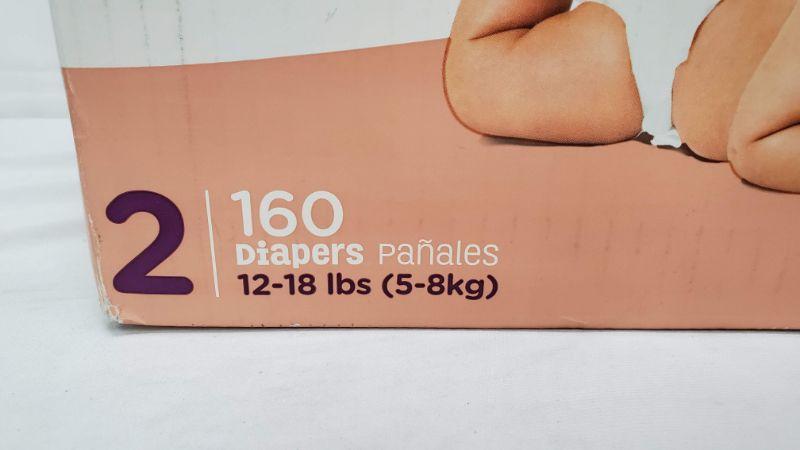 2
160
Diapers Pañales
12-18 lbs (5-8kg)